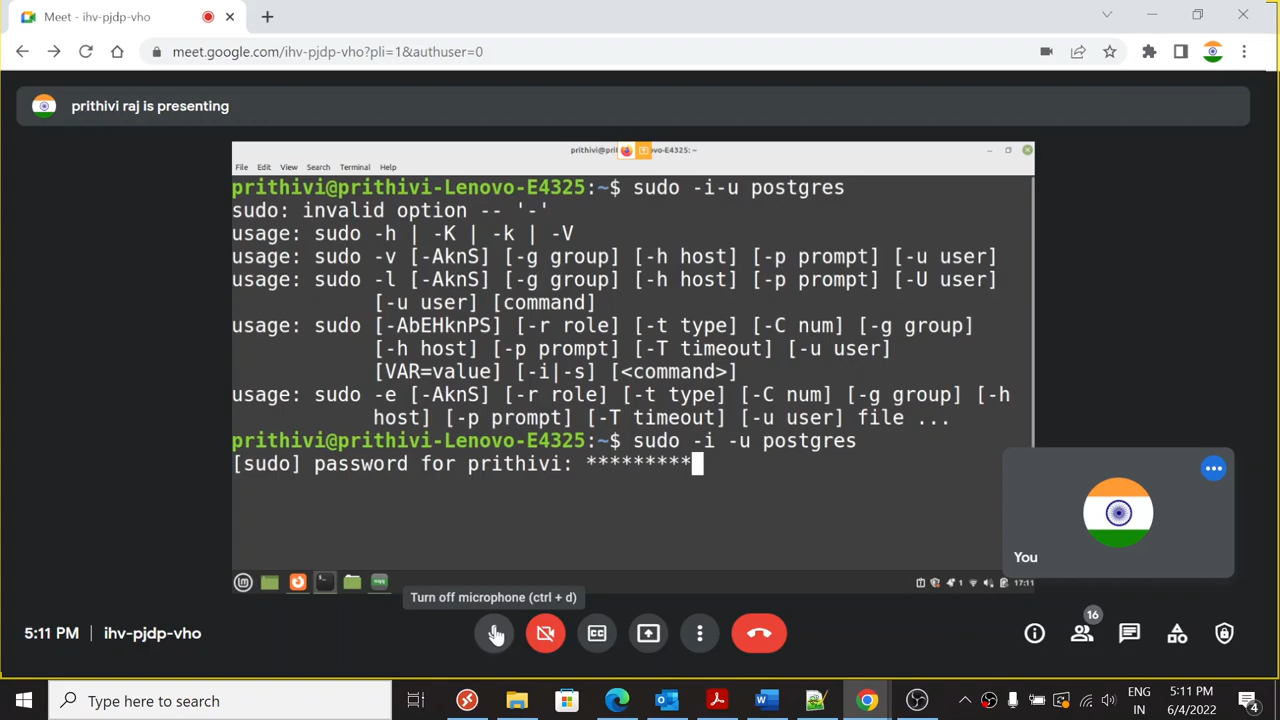 Meet - ihv-pjdp-vho
meet.google.com/ihv-pjdp-vho?pli=1&authuser=0
prithivi raj is presenting
File Edit View Search Terminal Help
prithivi@prithivi-Lenovo-E4325:~$ sudo -i-u postgres
sudo: invalid option -- '-'
usage: sudo -h | -K | -k | -V
usage: sudo -v [-AknS] [-g group] [-h host] [-p prompt] [-u user]
usage: sudo -l [-AknS] [-g group] [-h host] [-p prompt] [-U user]
[-u user] [command]
usage: sudo [-AbEHknPS] [-r role] [-t type] [-C num] [-g group]
[-h host] [-p prompt] [-T timeout] [-u user]
[VAR=value] [-i|-s] [<command>]
usage: sudo -e [-AknS] [-r role] [-t type] [-C num] [-g group] [-h
host] [-p prompt] [-T timeout] [-u user] file ...
prithivi@prithivi-Lenovo-E4325:~$ sudo -i -u postgres
[sudo] password for prithivi: *********
You
1 17:11
Turn off microphone (ctrl + d)
5:11 PM | ihv-pjdp-vho
16
Type here to search
ENG
IN
5:11 PM
6/4/2022
4